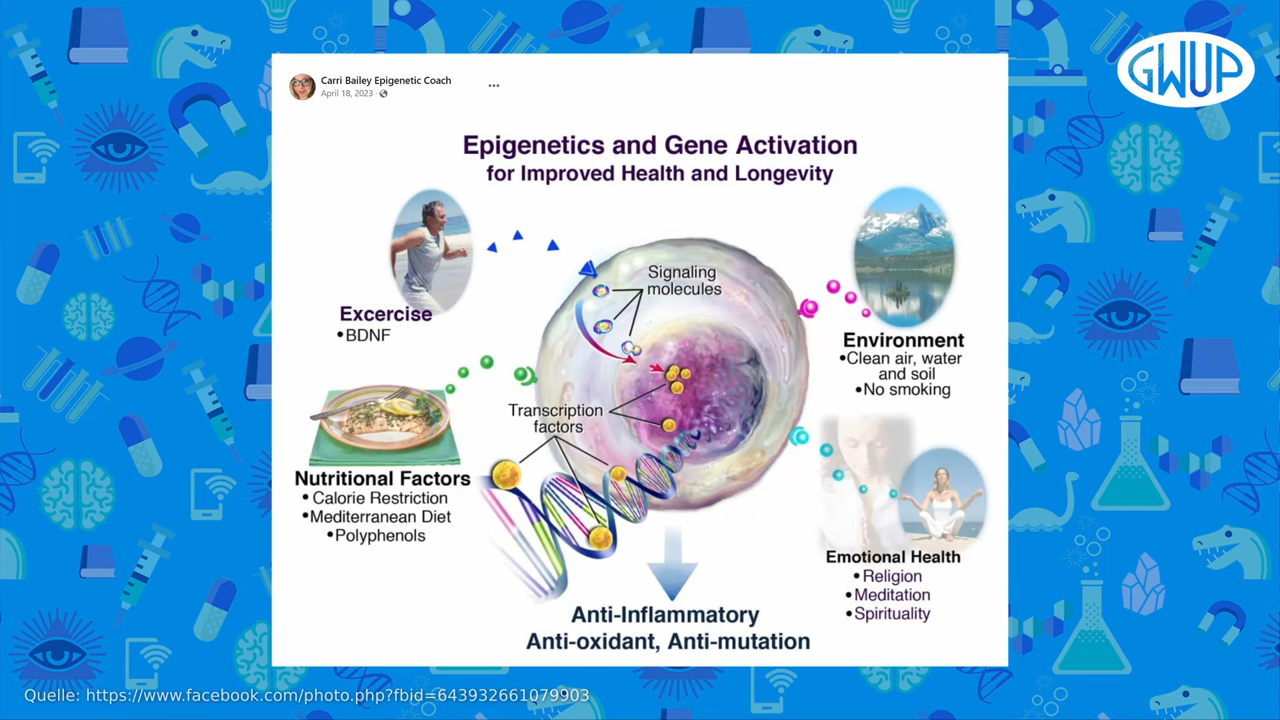 GWUP
Carri Bailey Epigenetic Coach
April 18, 2023 ·
Epigenetics and Gene Activation
for Improved Health and Longevity
Signaling
molecules
Excercise
•BDNF
Environment
•Clean air, water
and soil
•No smoking
Transcription
factors
Nutritional Factors
• Calorie Restriction
•Mediterranean Diet
•Polyphenols
Emotional Health
• Religion
• Meditation
• Spirituality
Anti-Inflammatory
Anti-oxidant, Anti-mutation
Quelle: https://www.facebook.com/photo.php?fbid=643932661079903